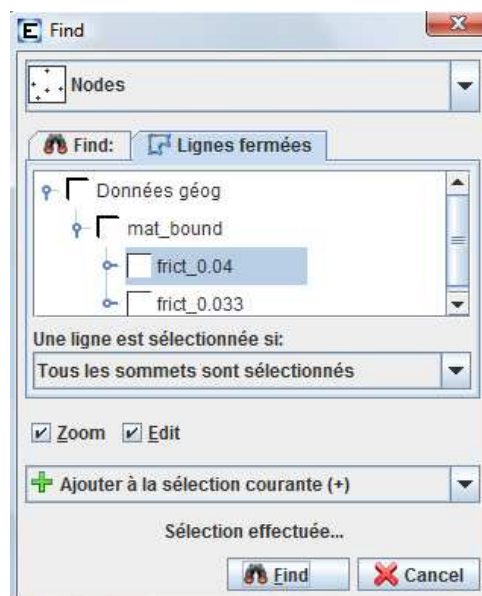 Find
Nodes
Find: Lignes fermées
Données géog
mat_bound
frict_0.04
frict_0.033
Une ligne est sélectionnée si:
Tous les sommets sont sélectionnés
Zoom Edit
Ajouter à la sélection courante (+)
Sélection effectuée...
Find Cancel